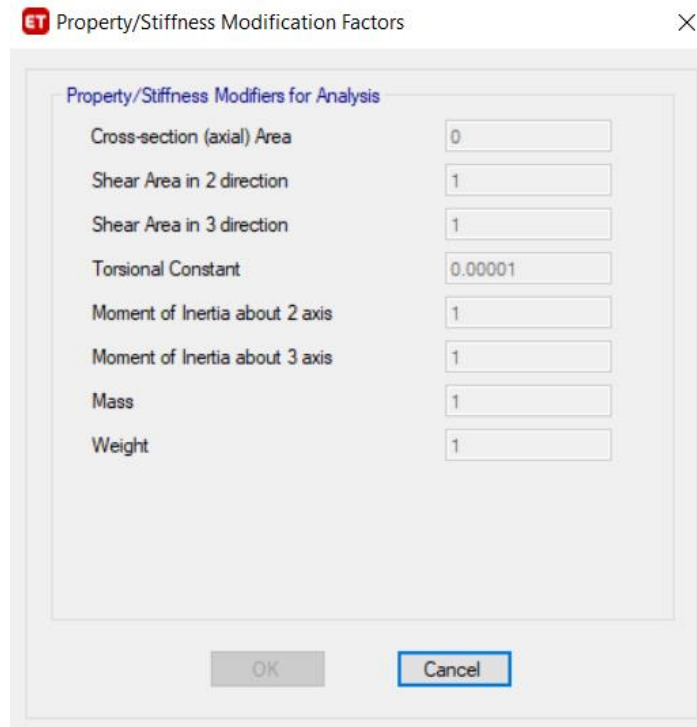 ET Property/Stiffness Modification Factors
Property/Stiffness Modifiers for Analysis
Cross-section (axial) Area 0
Shear Area in 2 direction 1
Shear Area in 3 direction 1
Torsional Constant 0.00001
Moment of Inertia about 2 axis 1
Moment of Inertia about 3 axis 1
Mass 1
Weight 1
OK Cancel